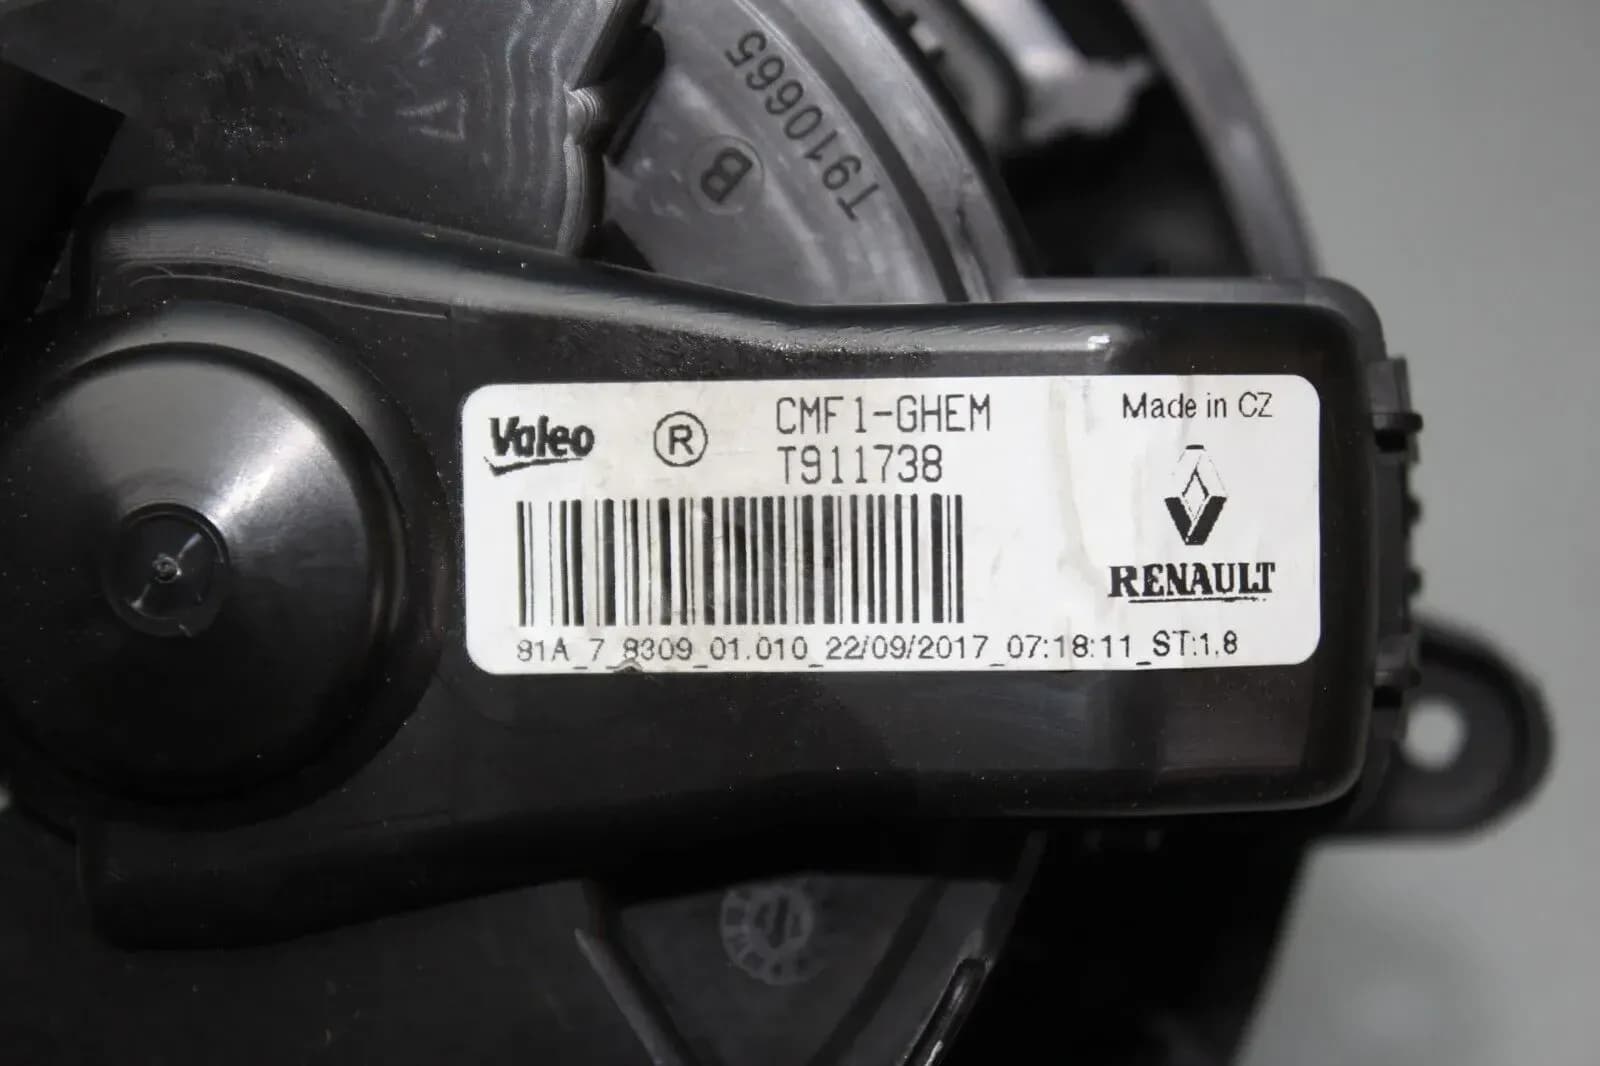 T910665
B
Valeo
R
CMF1-GHEM
T911738
Made in CZ
RENAULT
81A_7_8309_01.010_22/09/2017_07:18:11_ST:1,8